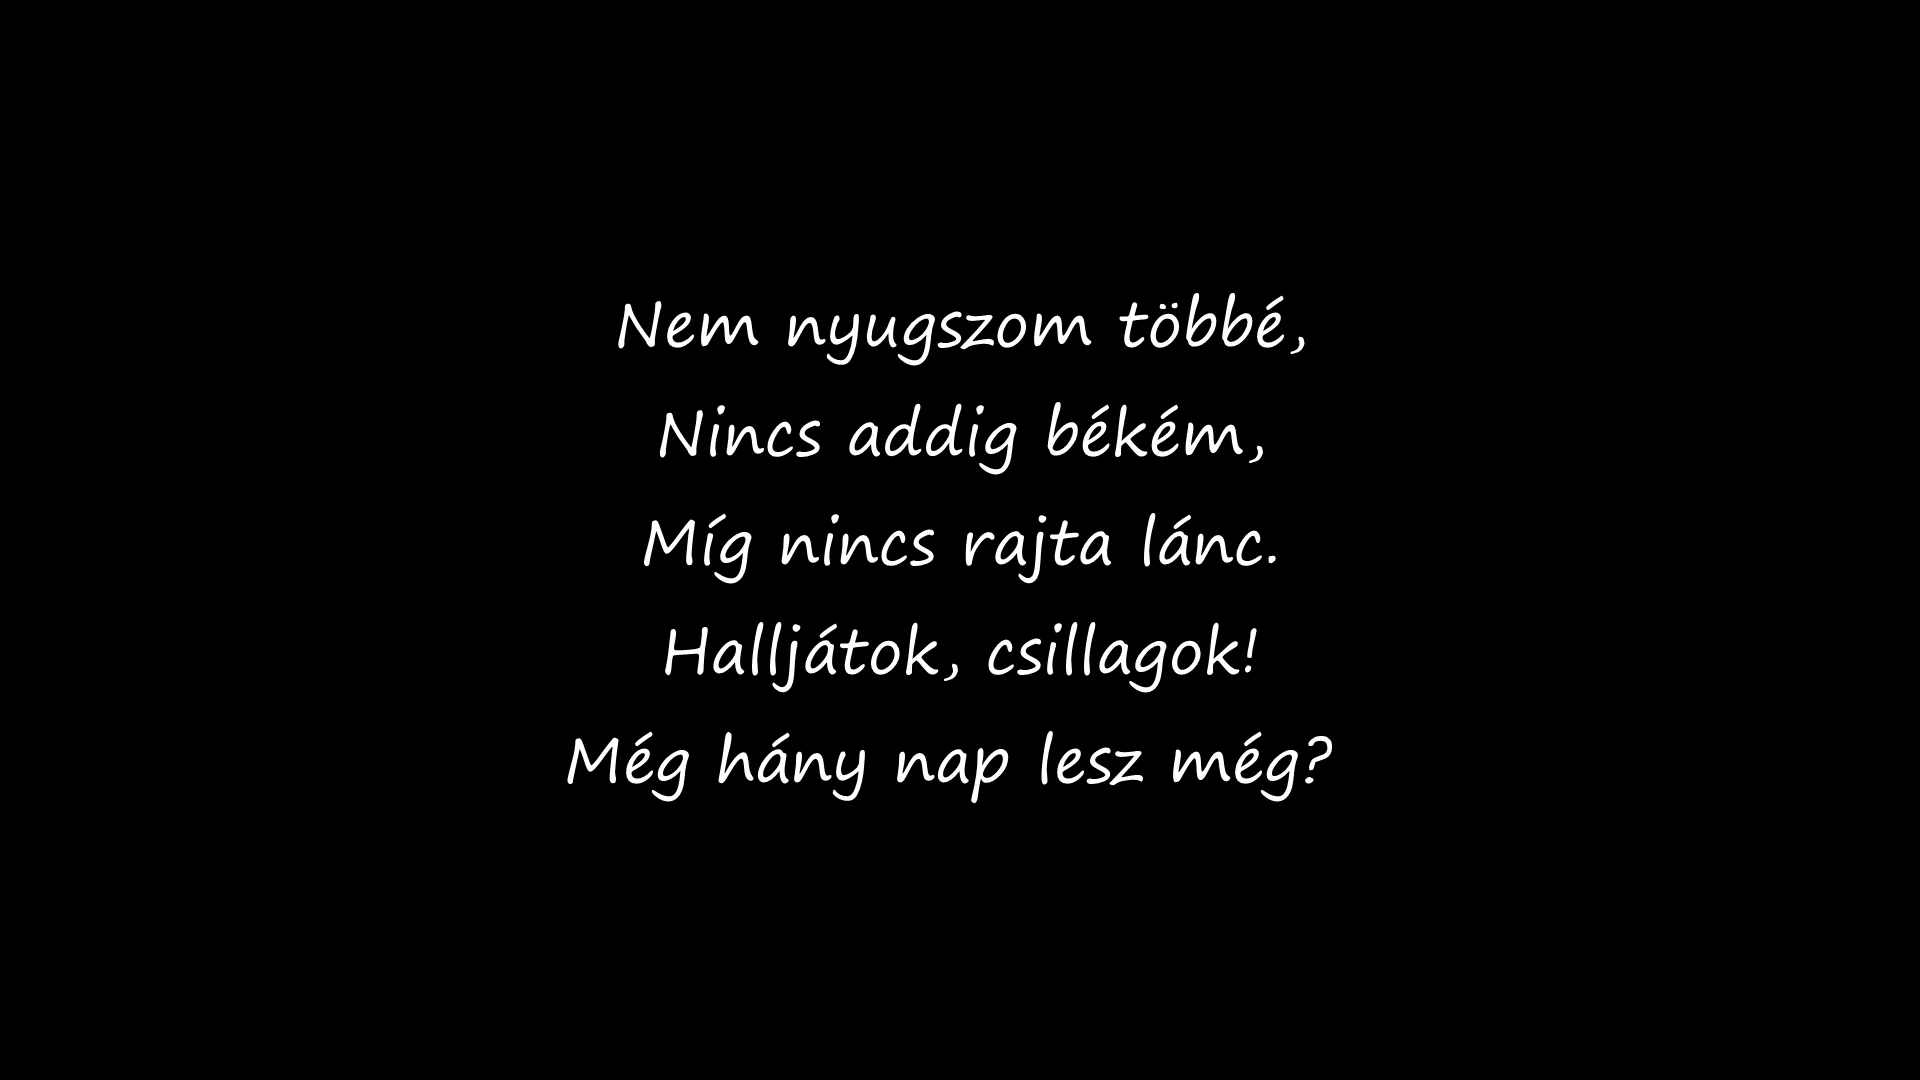 Nem nyugszom többé,
Nincs addig békém,
Míg nincs rajta lánc.
Halljátok, csillagok!
Még hány nap lesz még?